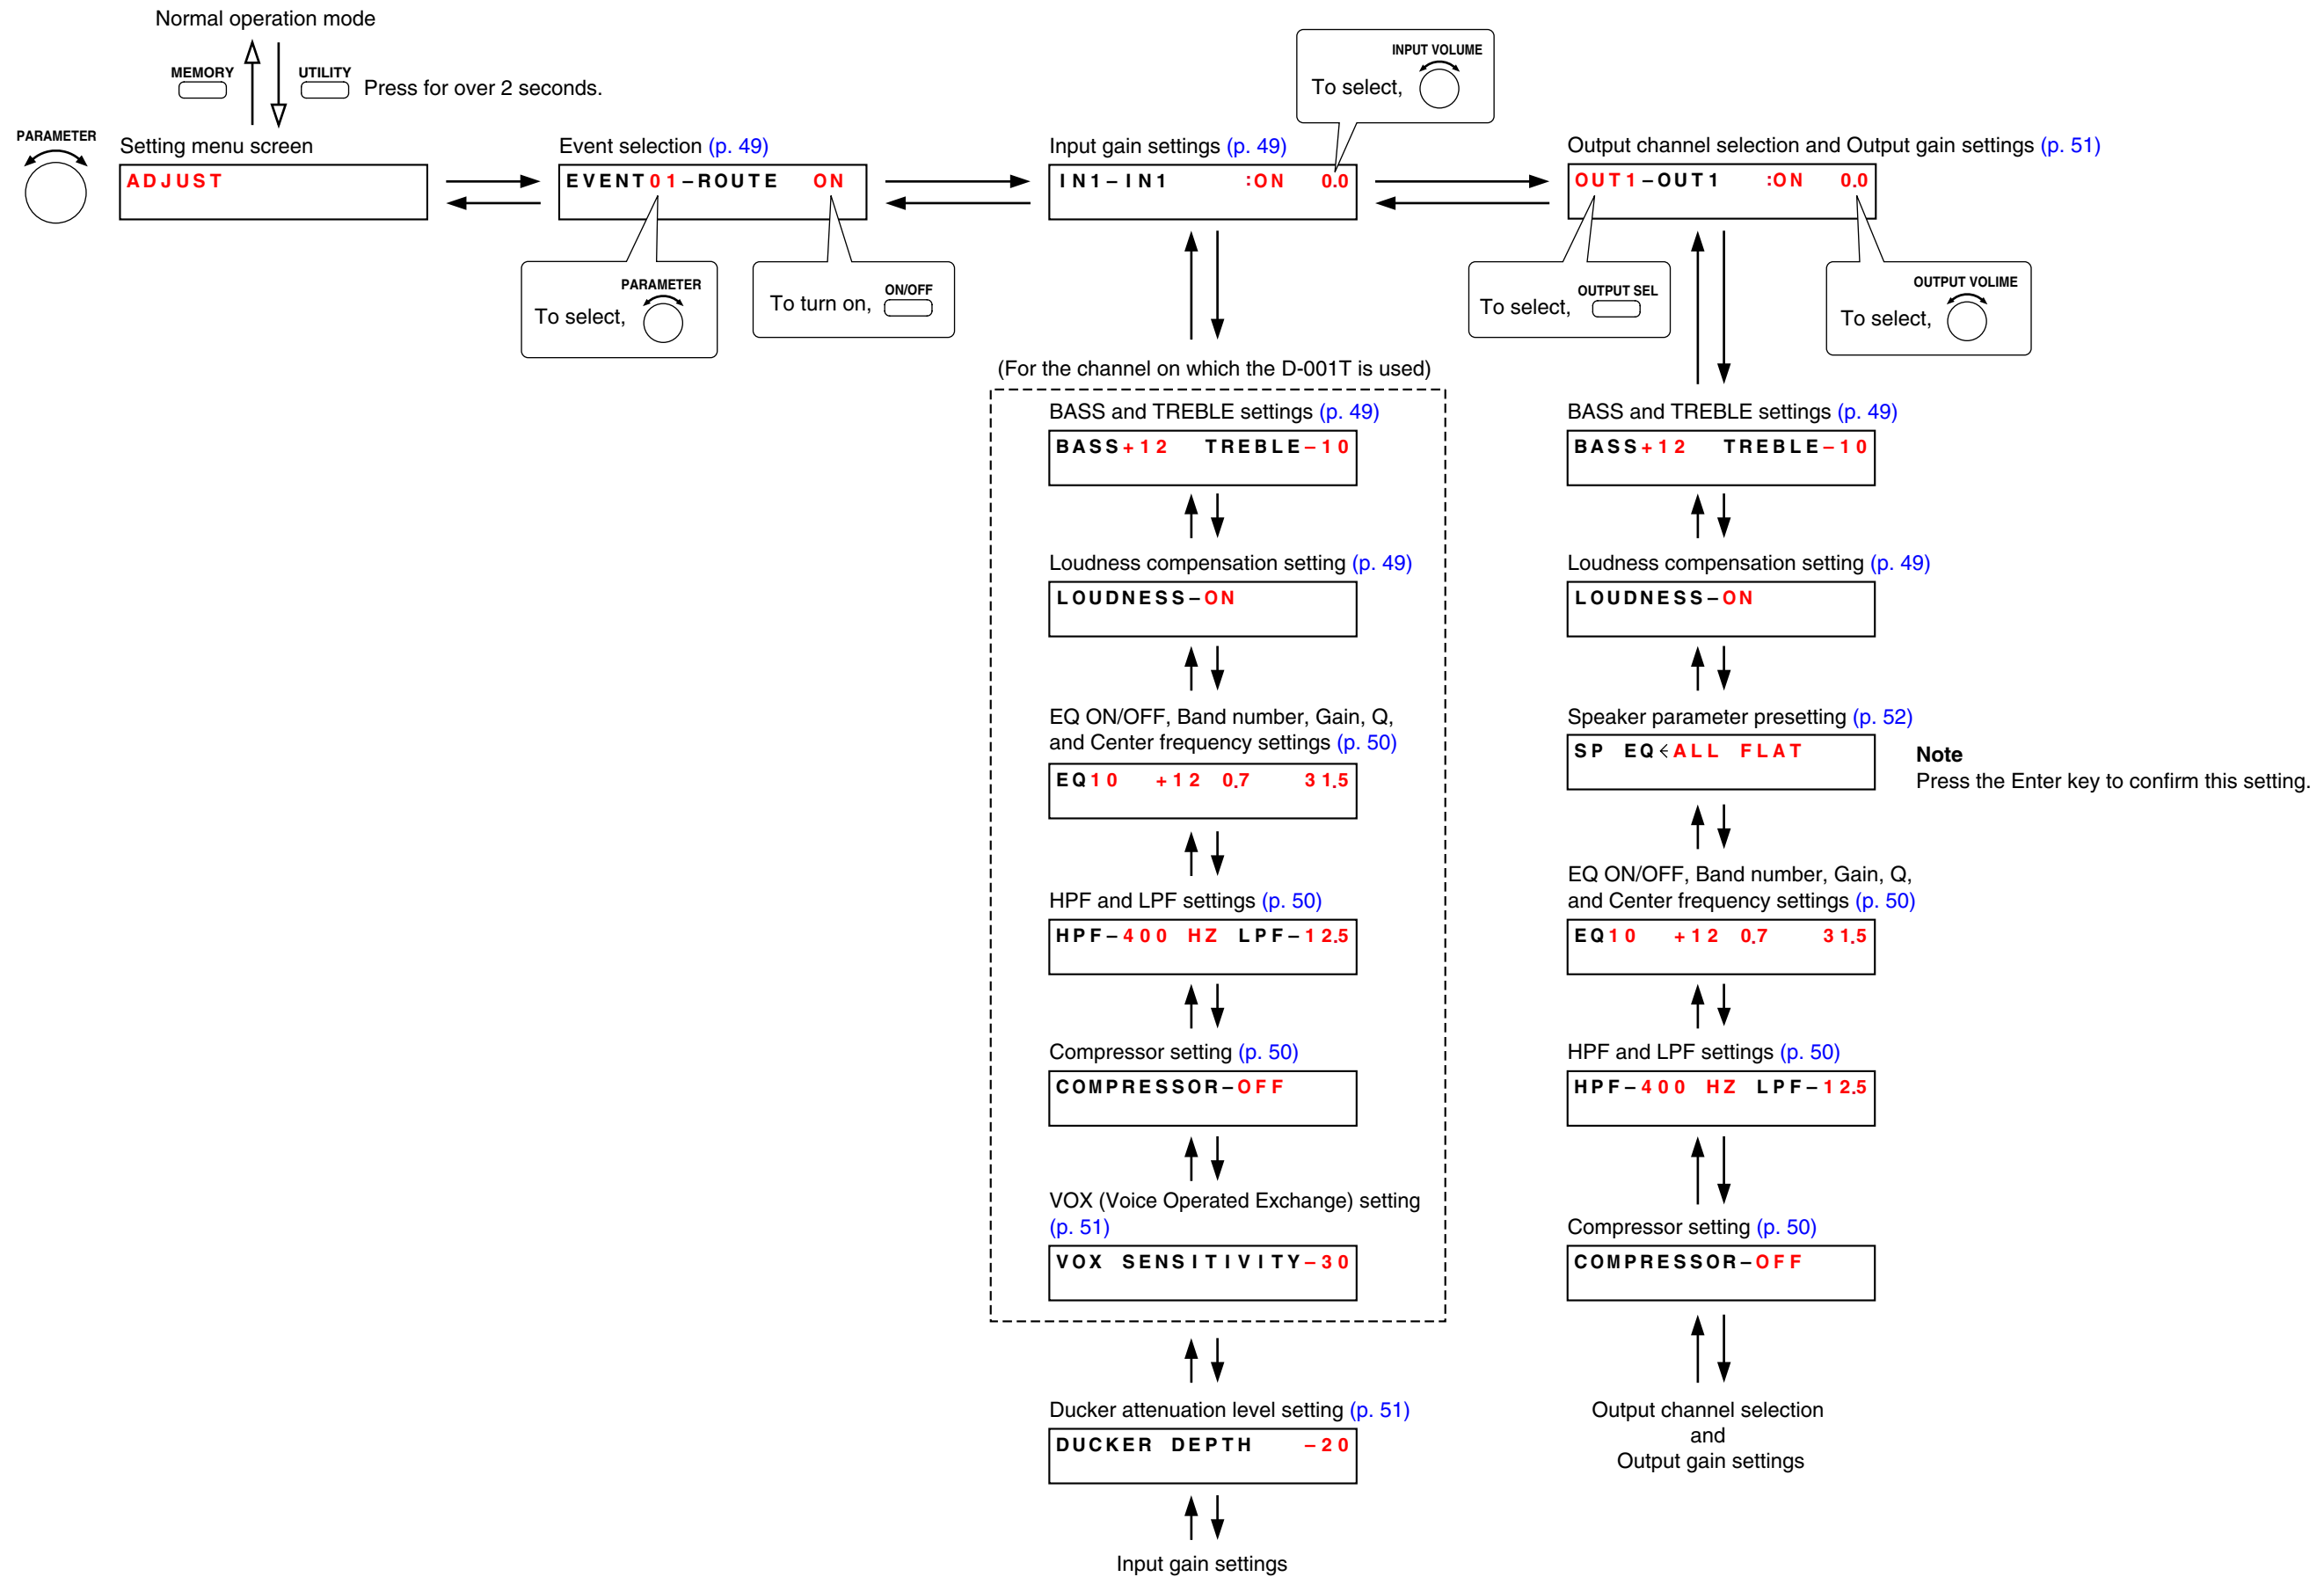 Normal operation mode
MEMORY
UTILITY
Press for over 2 seconds.
PARAMETER
Setting menu screen
ADJUST
Event selection (p. 49)
EVENT01–ROUTE ON
PARAMETER
To select,
ON/OFF
To turn on,
INPUT VOLUME
To select,
Input gain settings (p. 49)
IN1–IN1 :ON 0.0
Output channel selection and Output gain settings (p. 51)
OUT1–OUT1 :ON 0.0
OUTPUT SEL
To select,
OUTPUT VOLIME
To select,
(For the channel on which the D-001T is used)
BASS and TREBLE settings (p. 49)
BASS+12 TREBLE–10
Loudness compensation setting (p. 49)
LOUDNESS–ON
EQ ON/OFF, Band number, Gain, Q,
and Center frequency settings (p. 50)
EQ10 +12 0.7 31.5
HPF and LPF settings (p. 50)
HPF–400 HZ LPF–12.5
Compressor setting (p. 50)
COMPRESSOR–OFF
VOX (Voice Operated Exchange) setting
(p. 51)
VOX SENSITIVITY–30
Ducker attenuation level setting (p. 51)
DUCKER DEPTH –20
Input gain settings
BASS and TREBLE settings (p. 49)
BASS+12 TREBLE–10
Loudness compensation setting (p. 49)
LOUDNESS–ON
Speaker parameter presetting (p. 52)
SP EQ<ALL FLAT
Note
Press the Enter key to confirm this setting.
EQ ON/OFF, Band number, Gain, Q,
and Center frequency settings (p. 50)
EQ10 +12 0.7 31.5
HPF and LPF settings (p. 50)
HPF–400 HZ LPF–12.5
Compressor setting (p. 50)
COMPRESSOR–OFF
Output channel selection
and
Output gain settings